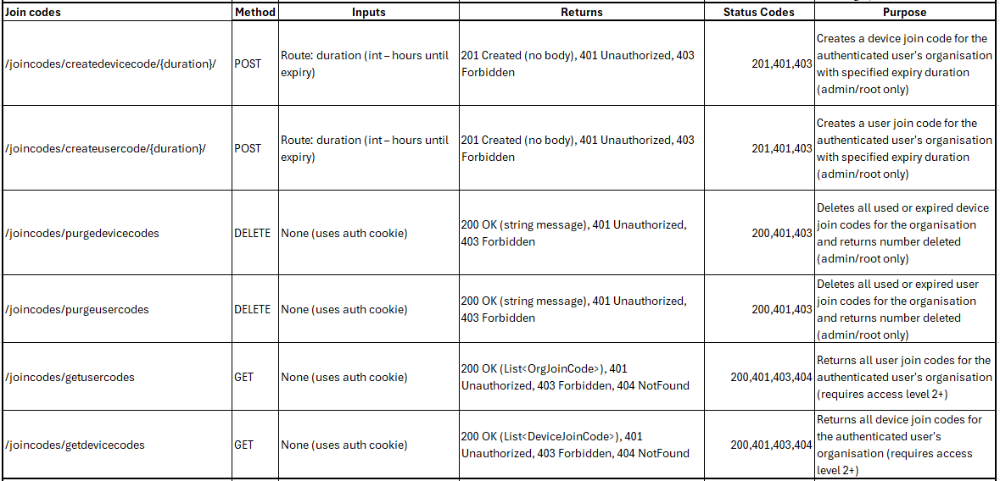 Join codes Method Inputs Returns Status Codes Purpose
/joincodes/createdevicecode/{duration}/ POST
Route: duration (int – hours until
expiry)
201 Created (no body), 401 Unauthorized, 403
Forbidden
201,401,403
Creates a device join code for the
authenticated user's organisation
with specified expiry duration
(admin/root only)
/joincodes/createusercode/{duration}/ POST
Route: duration (int – hours until
expiry)
201 Created (no body), 401 Unauthorized, 403
Forbidden
201,401,403
Creates a user join code for the
authenticated user's organisation
with specified expiry duration
(admin/root only)
/joincodes/purgedevicecodes DELETE None (uses auth cookie)
200 OK (string message), 401 Unauthorized,
403 Forbidden
200,401,403
Deletes all used or expired device
join codes for the organisation
and returns number deleted
(admin/root only)
/joincodes/purgeusercodes DELETE None (uses auth cookie)
200 OK (string message), 401 Unauthorized,
403 Forbidden
200,401,403
Deletes all used or expired user
join codes for the organisation
and returns number deleted
(admin/root only)
/joincodes/getusercodes GET None (uses auth cookie)
200 OK (List<OrgJoinCode>), 401
Unauthorized, 403 Forbidden, 404 NotFound
200,401,403,404
Returns all user join codes for the
authenticated user's organisation
(requires access level 2+)
/joincodes/getdevicecodes GET None (uses auth cookie)
200 OK (List<DeviceJoinCode>), 401
Unauthorized, 403 Forbidden, 404 NotFound
200,401,403,404
Returns all device join codes for
the authenticated user's
organisation (requires access
level 2+)